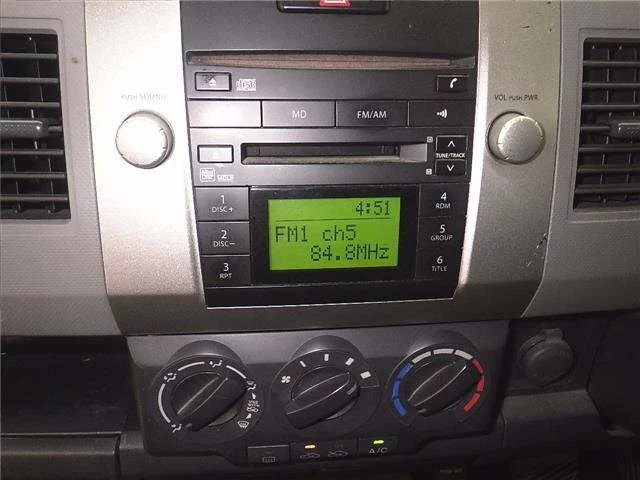 disc
MD FM/AM
PUSH SOUND
VOL PUSH PWR
TUNE/TRACK
1 DISC+
4:51
4 RDM
2 DISC-
FM1 ch5
5 GROUP
84.8MHz
3 RPT
6 TITLE
A/C